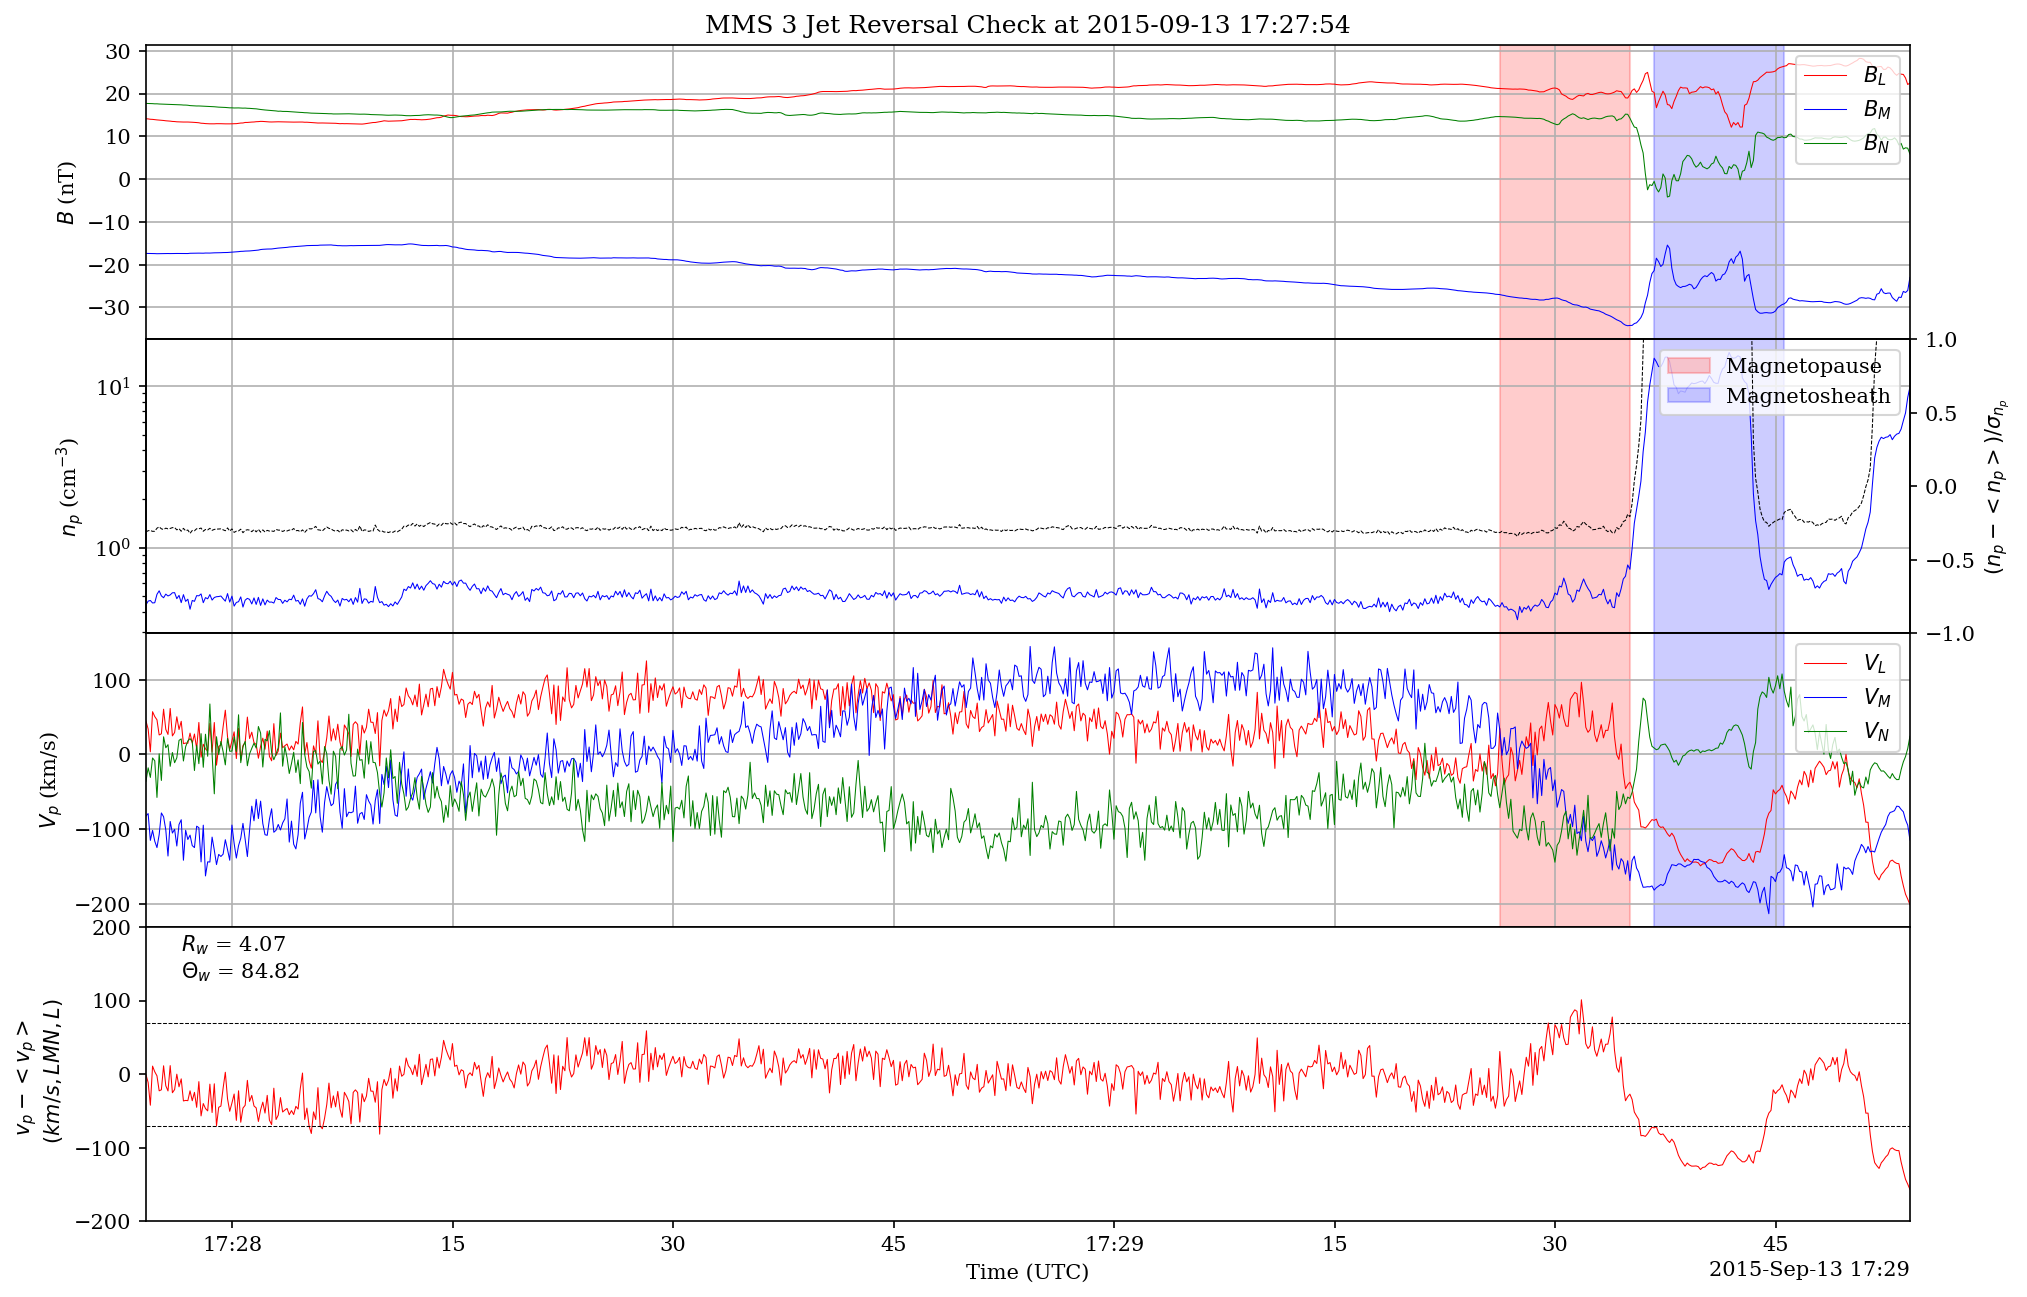 MMS 3 Jet Reversal Check at 2015-09-13 17:27:54
30
20
10
0
−10
−20
−30
B (nT)
B_L
B_M
B_N
10^1
10^0
n_p (cm^−3)
Magnetopause
Magnetosheath
1.0
0.5
0.0
−0.5
−1.0
(n_p − < n_p >)/σ_{n_p}
100
0
−100
−200
V_p (km/s)
V_L
V_M
V_N
200
100
0
−100
−200
v_p − < v_p >
(km/s, LMN, L)
R_w = 4.07
Θ_w = 84.82
17:28 15 30 45 17:29 15 30 45
Time (UTC)
2015-Sep-13 17:29